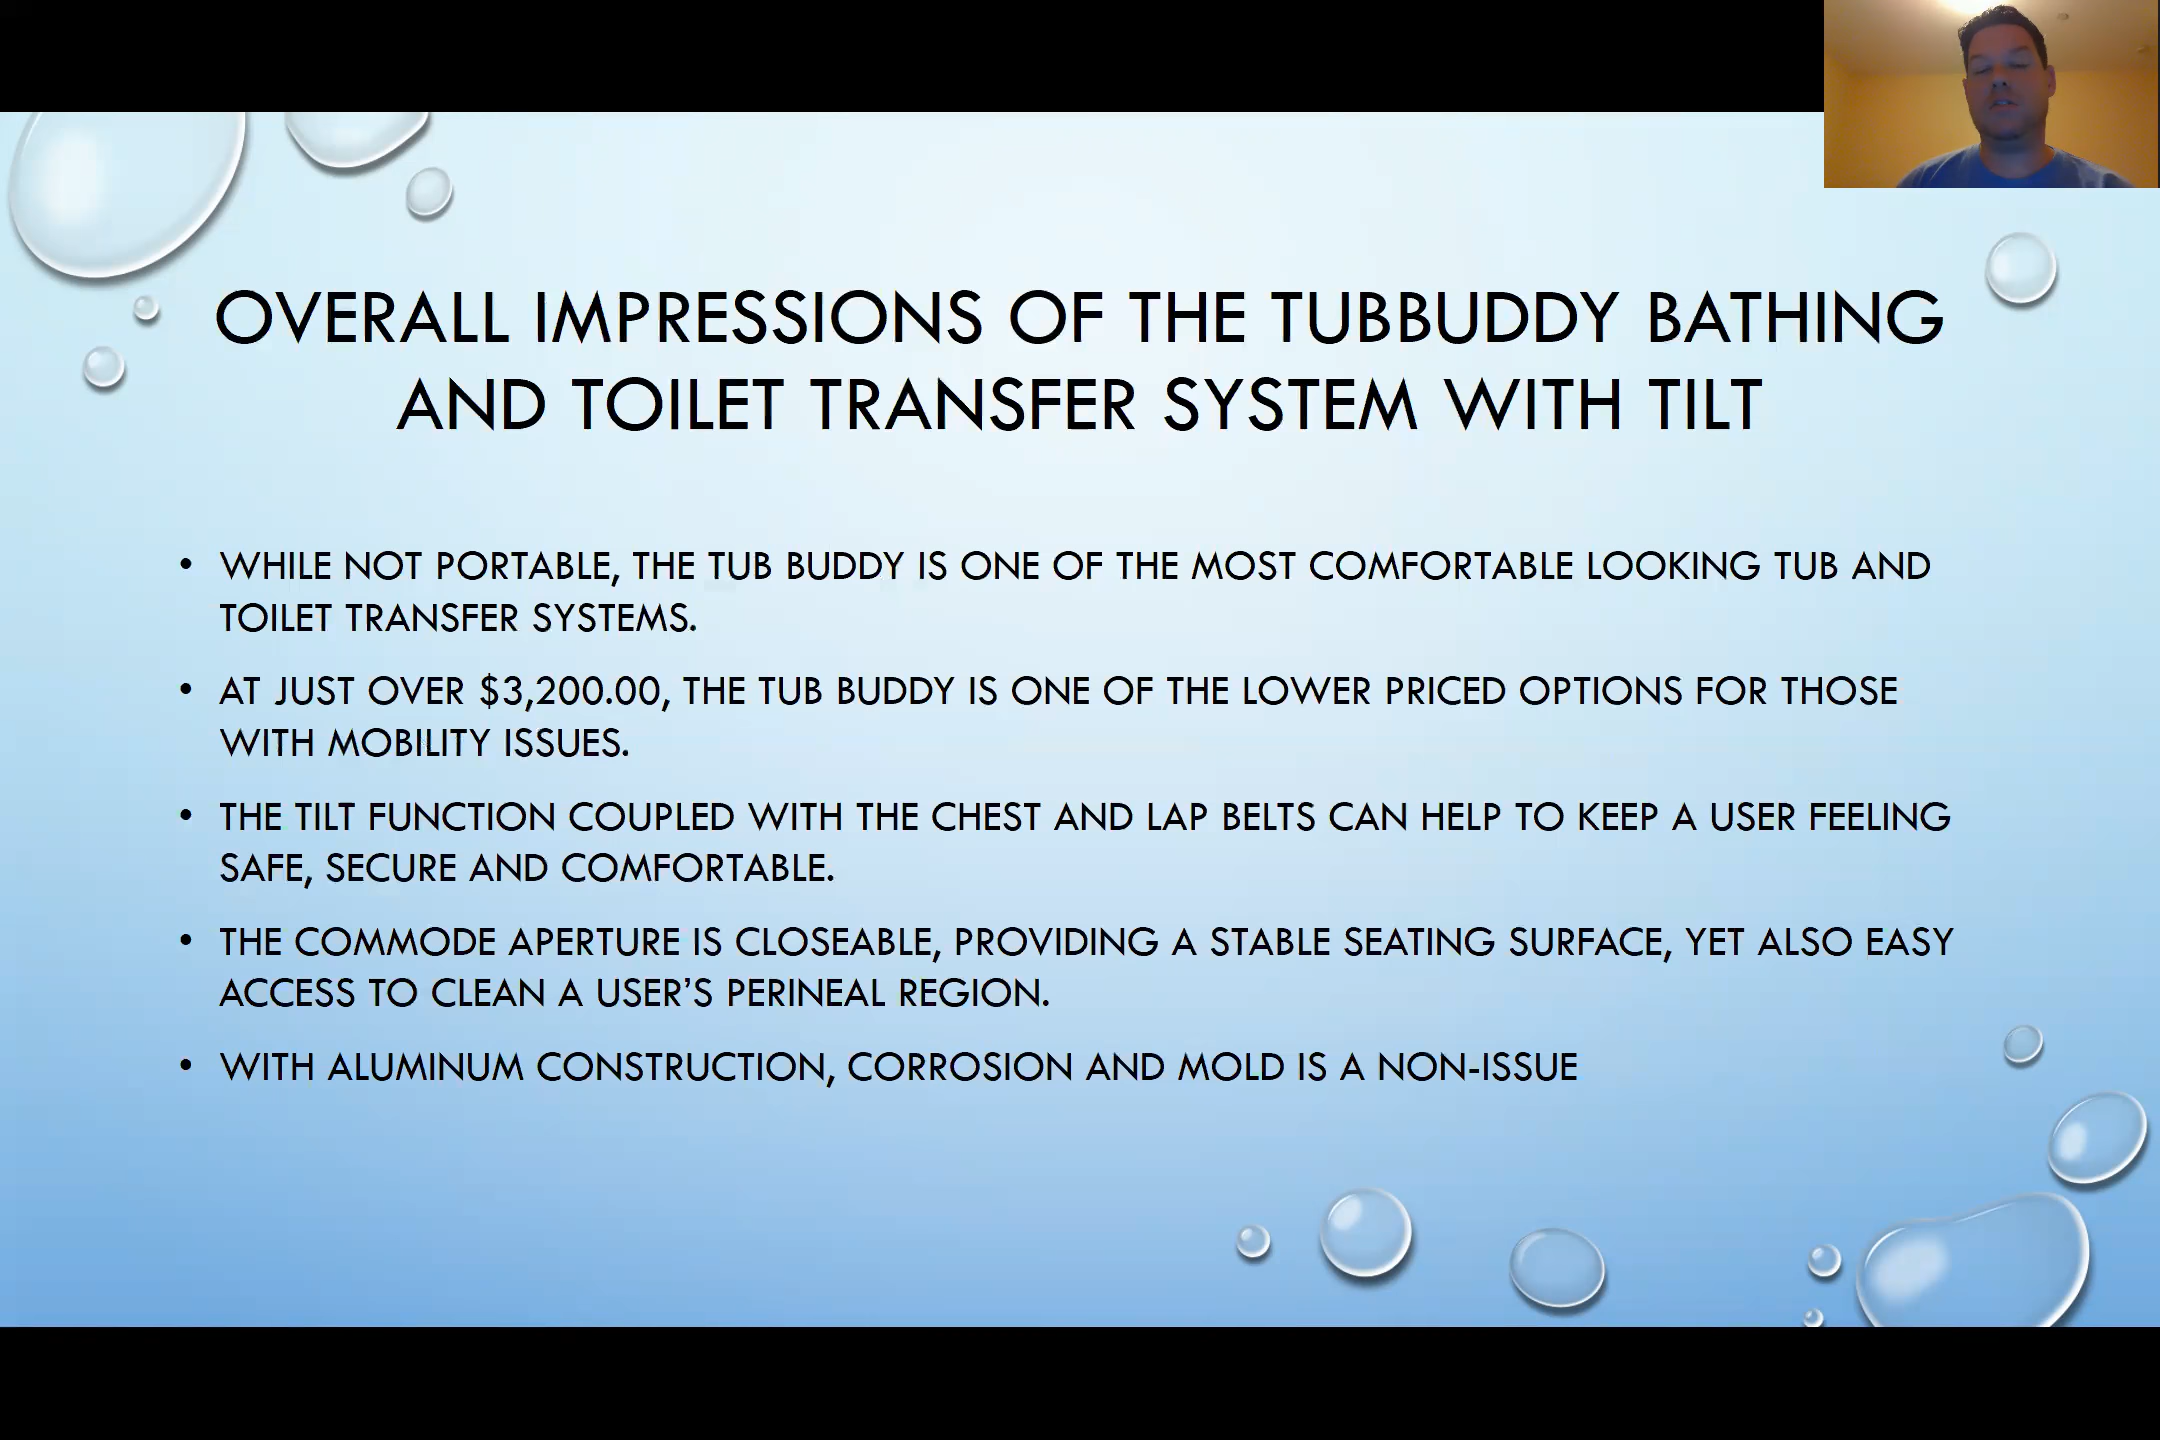 OVERALL IMPRESSIONS OF THE TUBBUDDY BATHING
AND TOILET TRANSFER SYSTEM WITH TILT
• WHILE NOT PORTABLE, THE TUB BUDDY IS ONE OF THE MOST COMFORTABLE LOOKING TUB AND
TOILET TRANSFER SYSTEMS.
• AT JUST OVER $3,200.00, THE TUB BUDDY IS ONE OF THE LOWER PRICED OPTIONS FOR THOSE
WITH MOBILITY ISSUES.
• THE TILT FUNCTION COUPLED WITH THE CHEST AND LAP BELTS CAN HELP TO KEEP A USER FEELING
SAFE, SECURE AND COMFORTABLE.
• THE COMMODE APERTURE IS CLOSEABLE, PROVIDING A STABLE SEATING SURFACE, YET ALSO EASY
ACCESS TO CLEAN A USER’S PERINEAL REGION.
• WITH ALUMINUM CONSTRUCTION, CORROSION AND MOLD IS A NON-ISSUE